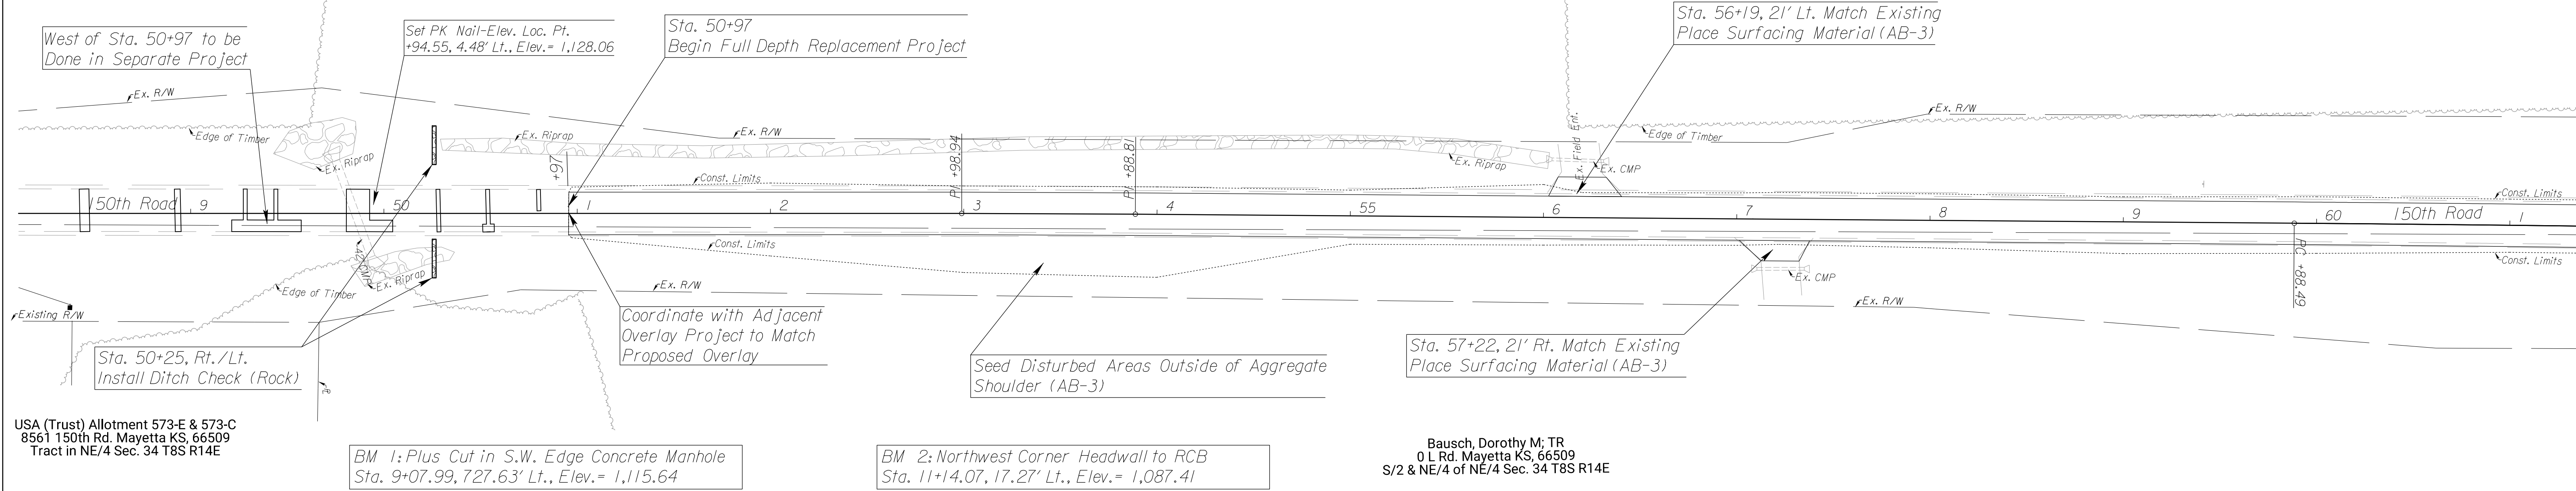 West of Sta. 50+97 to be
Done in Separate Project
Set PK Nail-Elev. Loc. Pt.
+94.55, 4.48' Lt., Elev.= 1,128.06
Sta. 50+97
Begin Full Depth Replacement Project
Sta. 56+19, 21' Lt. Match Existing
Place Surfacing Material (AB-3)
Ex. R/W
Ex. R/W
Ex. R/W
Edge of Timber
Ex. Riprap
Ex. Riprap
Ex. Riprap
Edge of Timber
Ex. Field Ent.
Ex. CMP
+97
PI +98.94
PI +88.81
Const. Limits
Const. Limits
150th Road
9
50
1
2
3
4
55
6
7
8
9
60
150th Road
1
Const. Limits
Const. Limits
42" CMP
Ex. Riprap
Edge of Timber
Ex. R/W
Ex. CMP
Ex. R/W
PC +88.49
Existing R/W
Sta. 50+25, Rt./Lt.
Install Ditch Check (Rock)
Coordinate with Adjacent
Overlay Project to Match
Proposed Overlay
Seed Disturbed Areas Outside of Aggregate
Shoulder (AB-3)
Sta. 57+22, 21' Rt. Match Existing
Place Surfacing Material (AB-3)
USA (Trust) Allotment 573-E & 573-C
8561 150th Rd. Mayetta KS, 66509
Tract in NE/4 Sec. 34 T8S R14E
BM 1: Plus Cut in S.W. Edge Concrete Manhole
Sta. 9+07.99, 727.63' Lt., Elev.= 1,115.64
BM 2: Northwest Corner Headwall to RCB
Sta. 11+14.07, 17.27' Lt., Elev.= 1,087.41
Bausch, Dorothy M; TR
0 L Rd. Mayetta KS, 66509
S/2 & NE/4 of NE/4 Sec. 34 T8S R14E